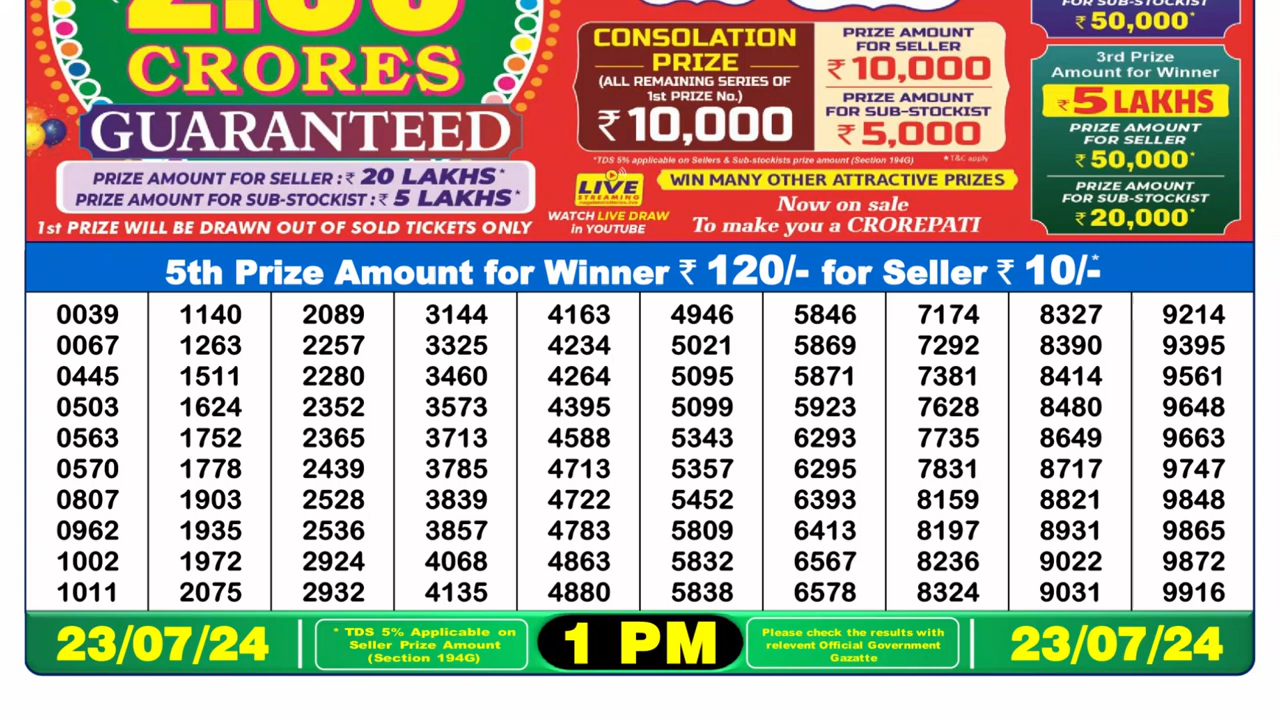 CRORES
GUARANTEED
PRIZE AMOUNT FOR SELLER :₹ 20 LAKHS*
PRIZE AMOUNT FOR SUB-STOCKIST :₹ 5 LAKHS*
1st PRIZE WILL BE DRAWN OUT OF SOLD TICKETS ONLY
CONSOLATION
PRIZE
(ALL REMAINING SERIES OF
1st PRIZE No.)
₹ 10,000
PRIZE AMOUNT
FOR SELLER
₹ 10,000
PRIZE AMOUNT
FOR SUB-STOCKIST
₹ 5,000
*TDS 5% applicable on Sellers & Sub-stockists prize amount (Section 194G)
*T&C apply
LIVE
STREAMING
WATCH LIVE DRAW
in YOUTUBE
WIN MANY OTHER ATTRACTIVE PRIZES
Now on sale
To make you a CROREPATI
FOR SUB-STOCKIST
₹ 50,000*
3rd Prize
Amount for Winner
₹ 5 LAKHS
PRIZE AMOUNT
FOR SELLER
₹ 50,000*
PRIZE AMOUNT
FOR SUB-STOCKIST
₹ 20,000*
5th Prize Amount for Winner ₹ 120/- for Seller ₹ 10/-*
0039 1140 2089 3144 4163 4946 5846 7174 8327 9214
0067 1263 2257 3325 4234 5021 5869 7292 8390 9395
0445 1511 2280 3460 4264 5095 5871 7381 8414 9561
0503 1624 2352 3573 4395 5099 5923 7628 8480 9648
0563 1752 2365 3713 4588 5343 6293 7735 8649 9663
0570 1778 2439 3785 4713 5357 6295 7831 8717 9747
0807 1903 2528 3839 4722 5452 6393 8159 8821 9848
0962 1935 2536 3857 4783 5809 6413 8197 8931 9865
1002 1972 2924 4068 4863 5832 6567 8236 9022 9872
1011 2075 2932 4135 4880 5838 6578 8324 9031 9916
23/07/24
* TDS 5% Applicable on
Seller Prize Amount
(Section 194G)
1 PM
Please check the results with
relevent Official Government
Gazatte
23/07/24